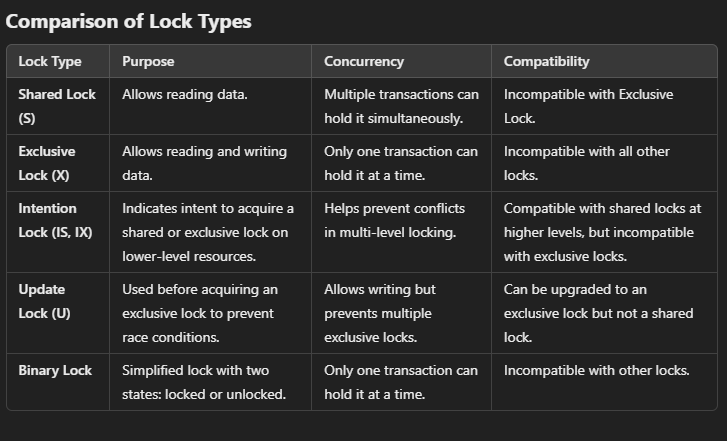 Comparison of Lock Types
Lock Type Purpose Concurrency Compatibility
Shared Lock Allows reading data. Multiple transactions can Incompatible with Exclusive
(S) hold it simultaneously. Lock.
Exclusive Allows reading and writing Only one transaction can Incompatible with all other
Lock (X) data. hold it at a time. locks.
Intention Indicates intent to acquire a Helps prevent conflicts Compatible with shared locks at
Lock (IS, IX) shared or exclusive lock on in multi-level locking. higher levels, but incompatible
lower-level resources. with exclusive locks.
Update Used before acquiring an Allows writing but Can be upgraded to an
Lock (U) exclusive lock to prevent prevents multiple exclusive lock but not a shared
race conditions. exclusive locks. lock.
Binary Lock Simplified lock with two Only one transaction can Incompatible with other locks.
states: locked or unlocked. hold it at a time.